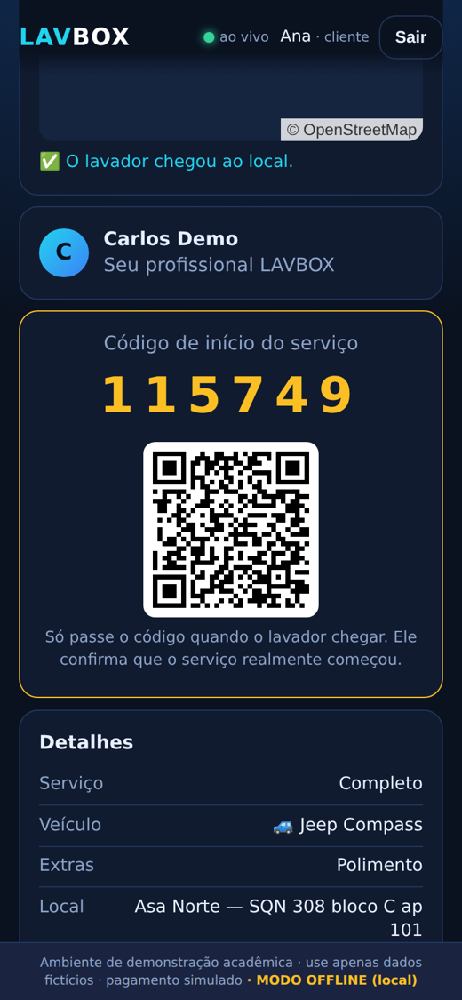 LAVBOX ao vivo Ana · cliente Sair
© OpenStreetMap
✅ O lavador chegou ao local.
C
Carlos Demo
Seu profissional LAVBOX
Código de início do serviço
115749
Só passe o código quando o lavador chegar. Ele
confirma que o serviço realmente começou.
Detalhes
Serviço Completo
Veículo 🚙 Jeep Compass
Extras Polimento
Local Asa Norte — SQN 308 bloco C ap
101
Ambiente de demonstração acadêmica · use apenas dados
fictícios · pagamento simulado · MODO OFFLINE (local)